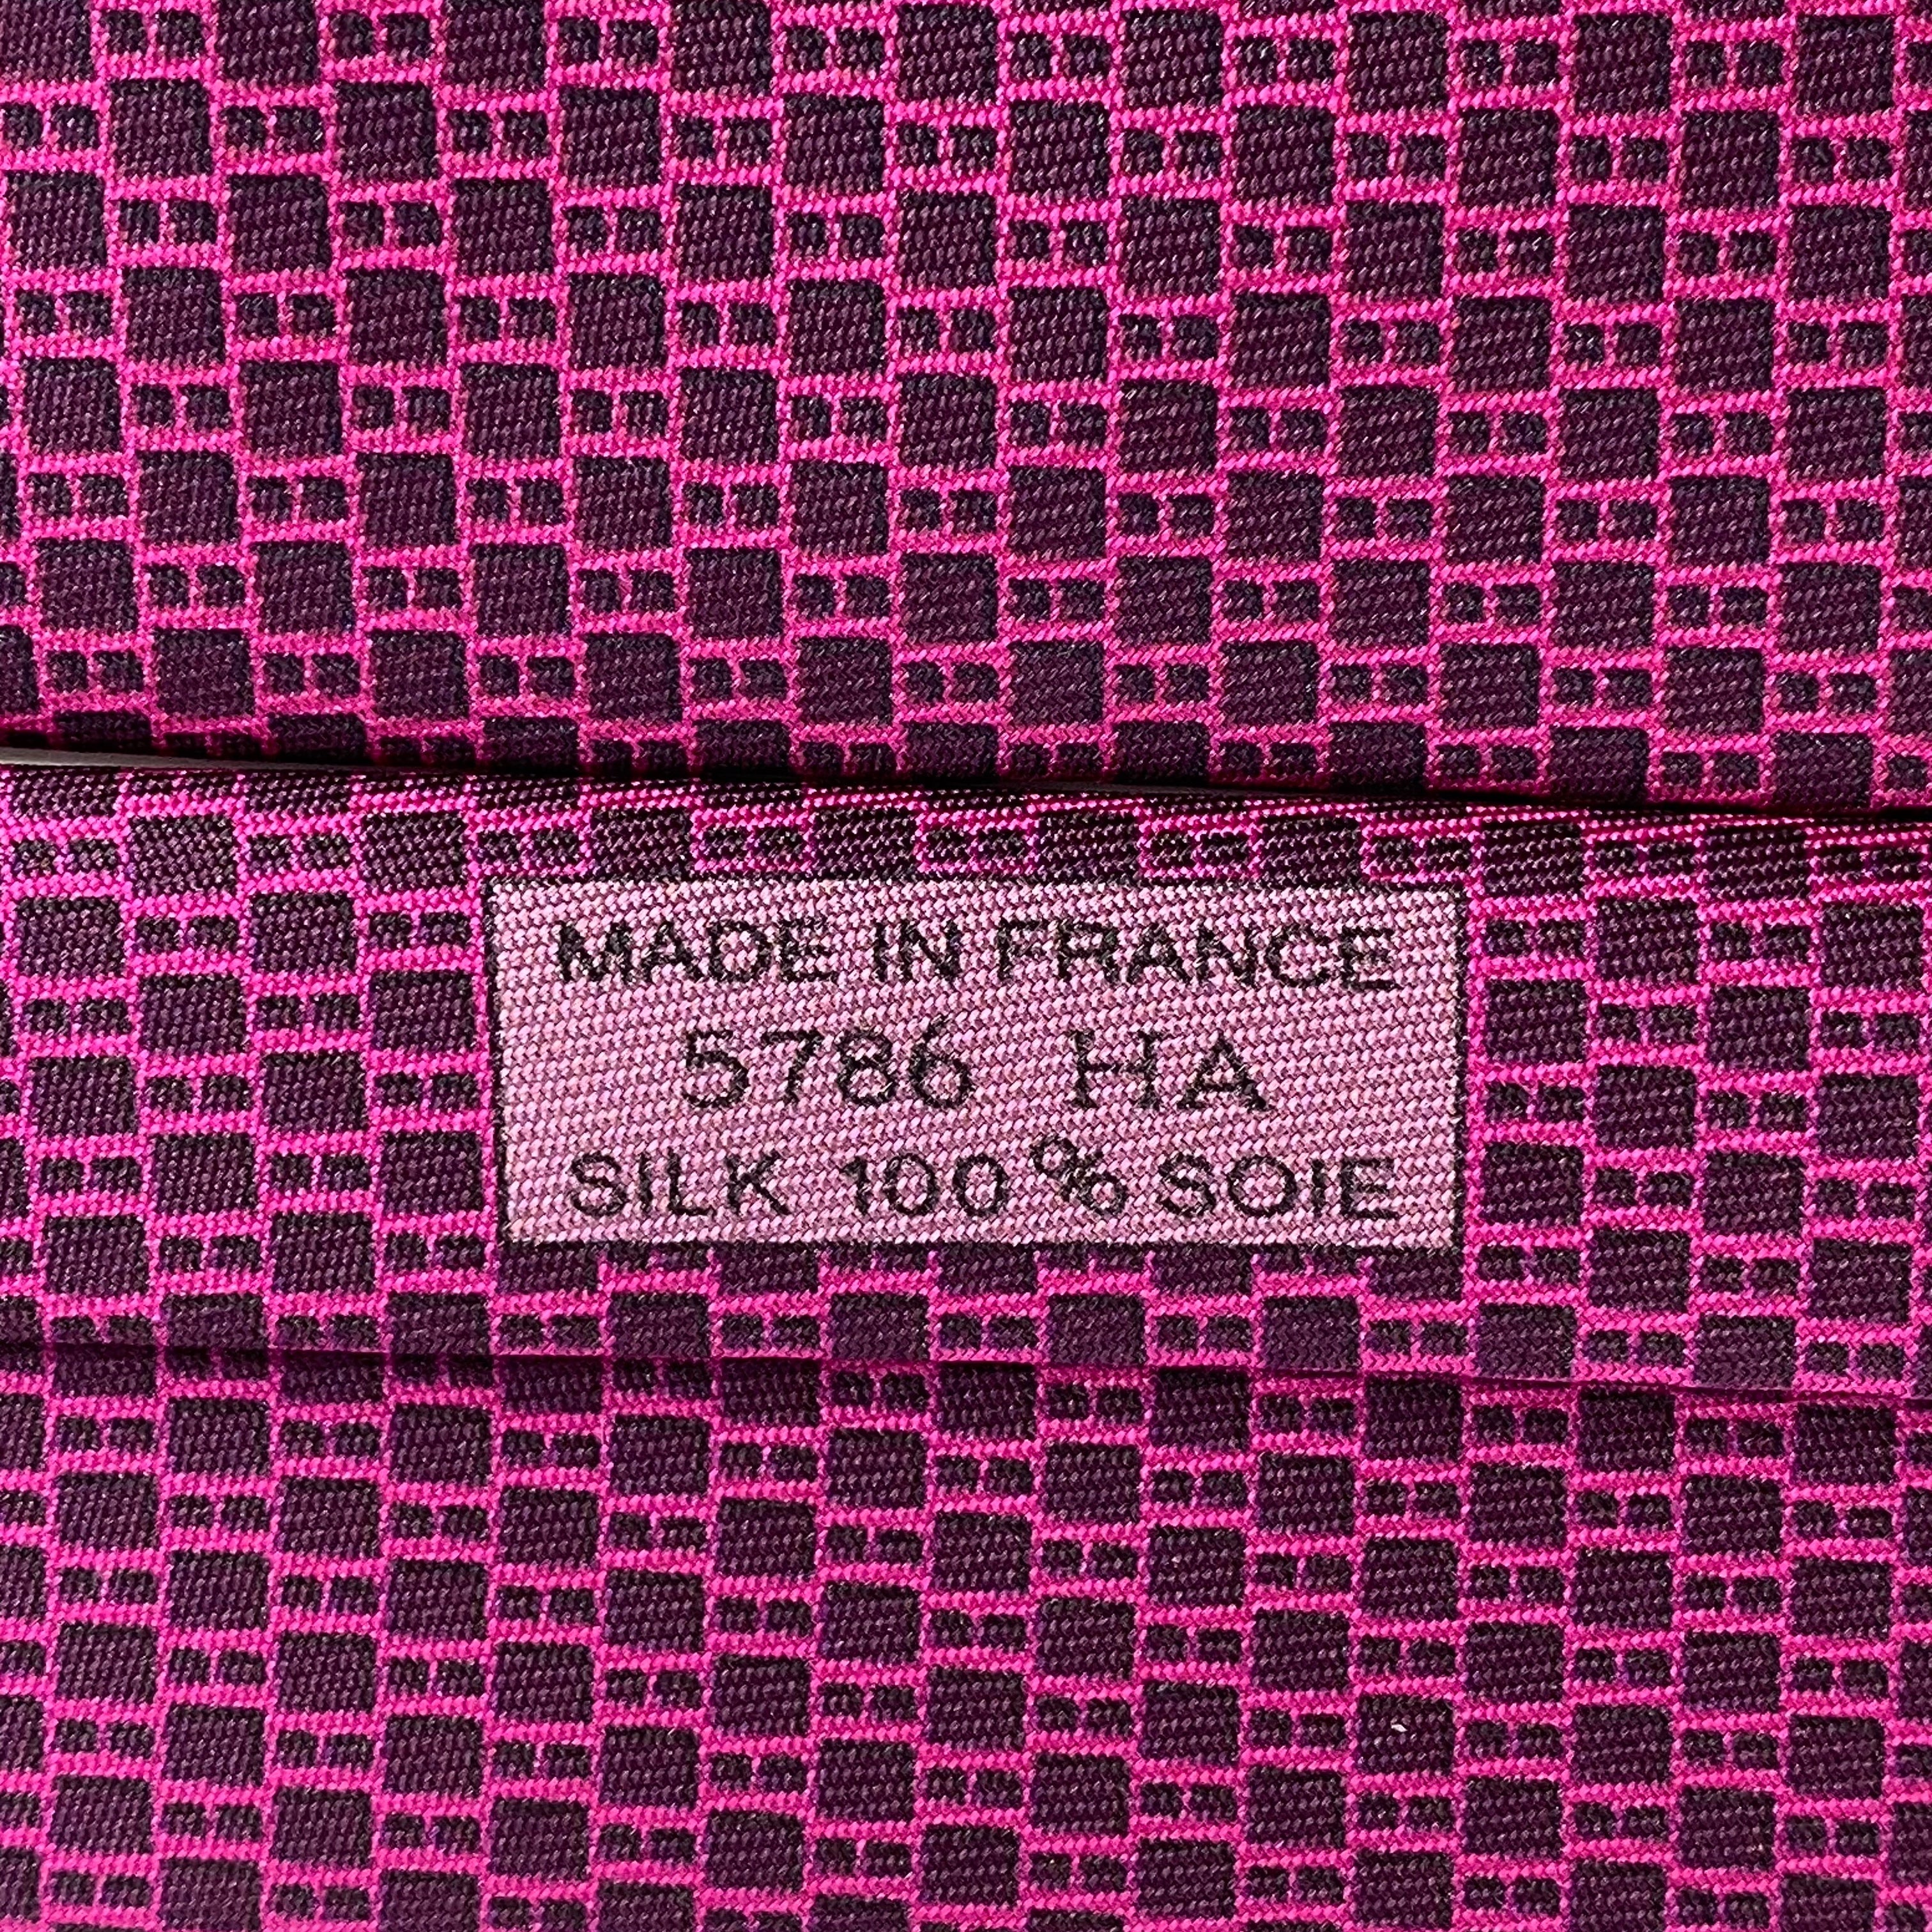 MADE IN FRANCE
5786 HA
SILK 100% SOIE